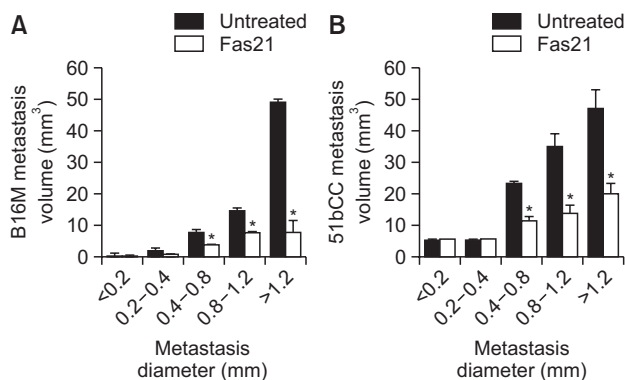 A
Untreated
Fas21
B16M metastasis
volume (mm³)
60
50
40
30
20
10
0
*
*
*
<0.2
0.2–0.4
0.4–0.8
0.8–1.2
>1.2
Metastasis
diameter (mm)
B
Untreated
Fas21
51bCC metastasis
volume (mm³)
60
50
40
30
20
10
0
*
*
*
<0.2
0.2–0.4
0.4–0.8
0.8–1.2
>1.2
Metastasis
diameter (mm)